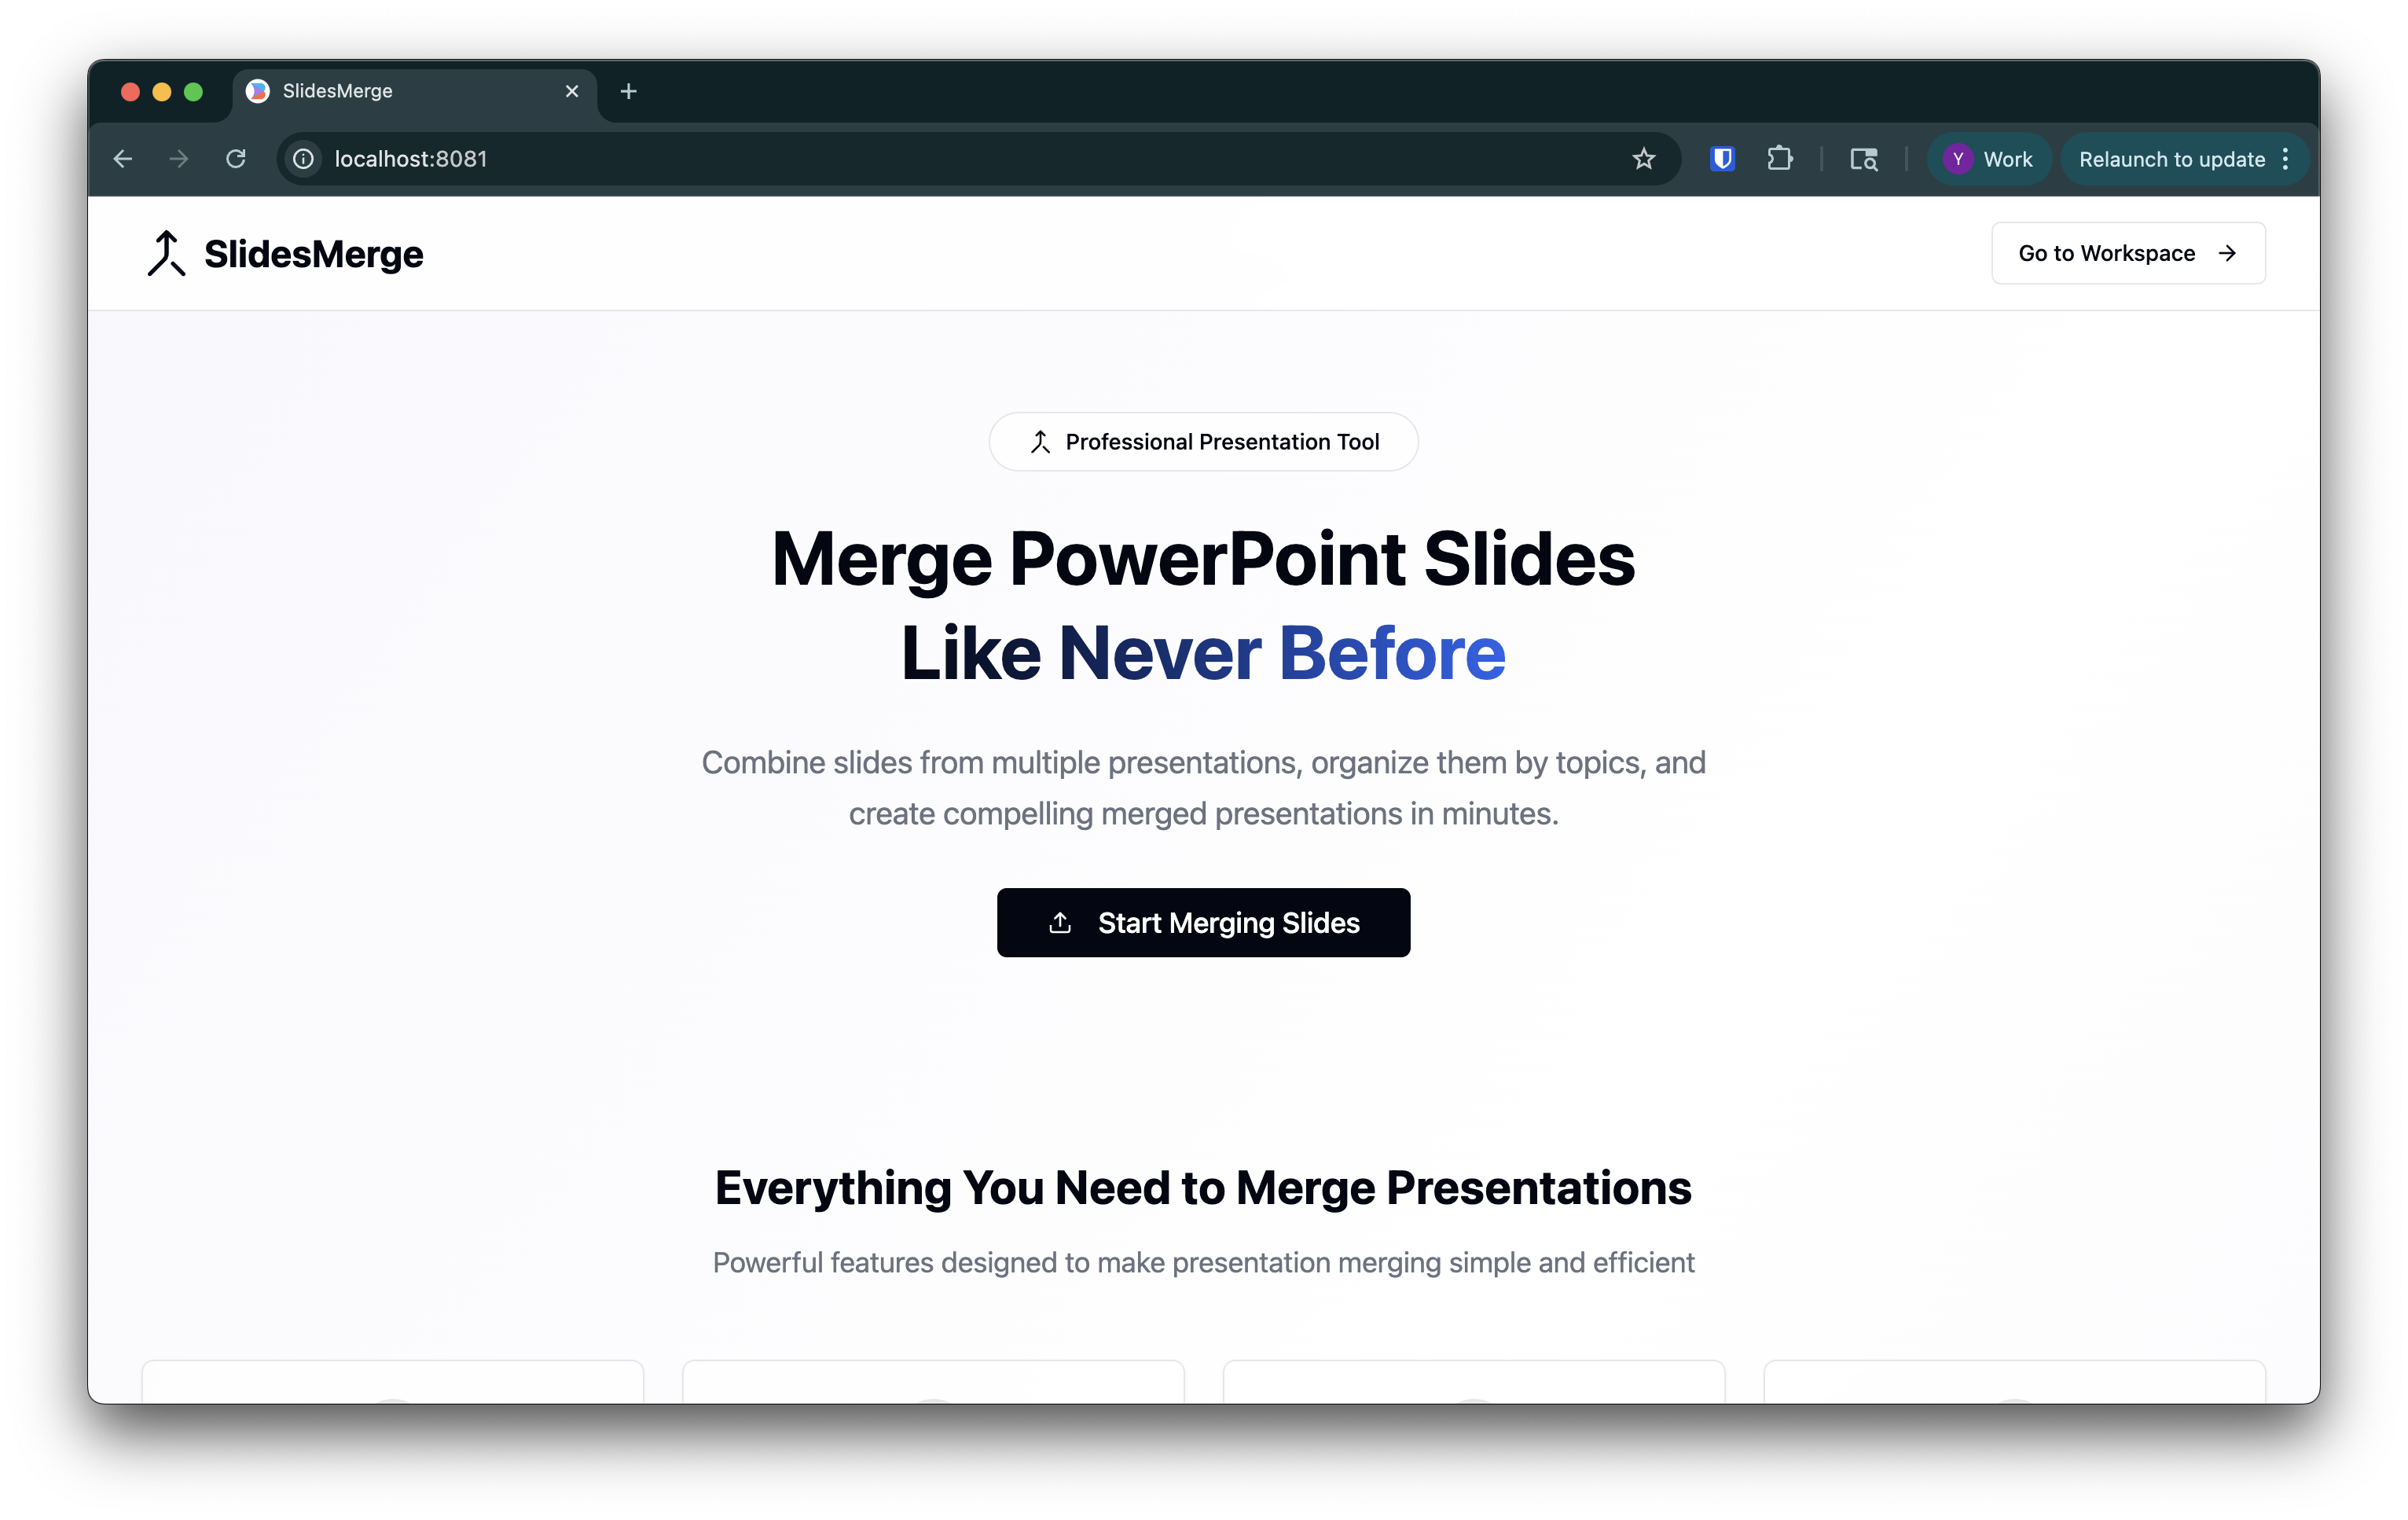 SlidesMerge
localhost:8081
Y Work
Relaunch to update
SlidesMerge
Go to Workspace
Professional Presentation Tool
Merge PowerPoint Slides
Like Never Before
Combine slides from multiple presentations, organize them by topics, and
create compelling merged presentations in minutes.
Start Merging Slides
Everything You Need to Merge Presentations
Powerful features designed to make presentation merging simple and efficient